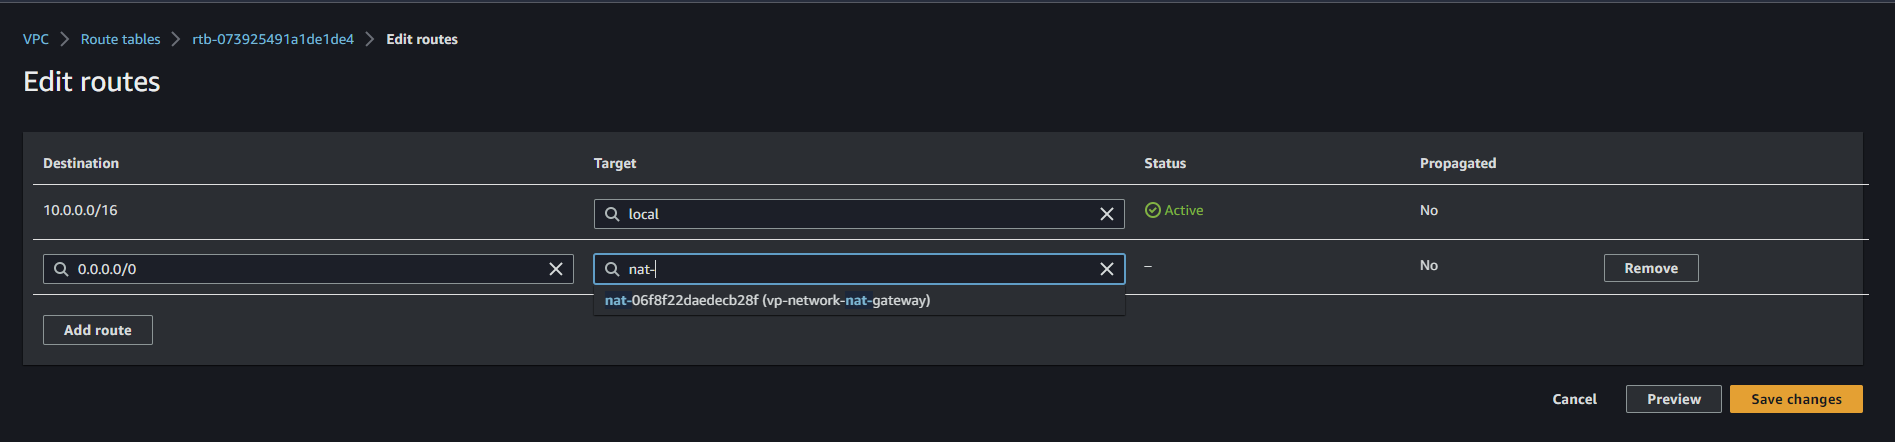 VPC > Route tables > rtb-073925491a1de1de4 > Edit routes
Edit routes
Destination Target Status Propagated
10.0.0.0/16 local Active No
0.0.0.0/0 nat- – No Remove
nat-06f8f22daedecb28f (vp-network-nat-gateway)
Add route
Cancel Preview Save changes